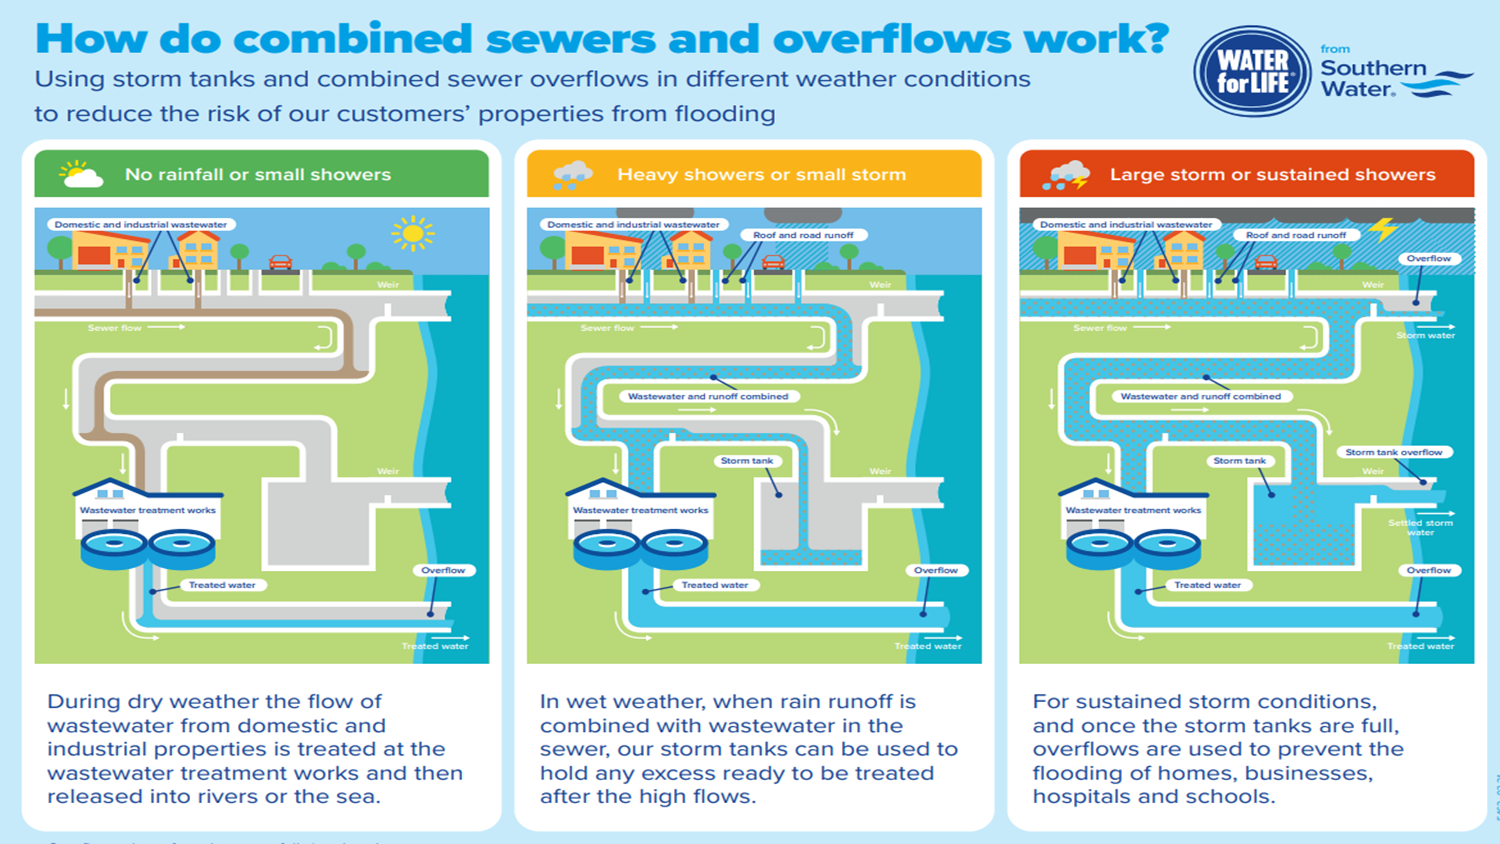 How do combined sewers and overflows work?
Using storm tanks and combined sewer overflows in different weather conditions
to reduce the risk of our customers’ properties from flooding
WATER
for LIFE
from
Southern
Water.
No rainfall or small showers
Domestic and industrial wastewater
Weir
Sewer flow
Weir
Wastewater treatment works
Overflow
Treated water
Treated water
During dry weather the flow of
wastewater from domestic and
industrial properties is treated at the
wastewater treatment works and then
released into rivers or the sea.
Heavy showers or small storm
Domestic and industrial wastewater
Roof and road runoff
Weir
Sewer flow
Wastewater and runoff combined
Storm tank
Weir
Wastewater treatment works
Overflow
Treated water
Treated water
In wet weather, when rain runoff is
combined with wastewater in the
sewer, our storm tanks can be used to
hold any excess ready to be treated
after the high flows.
Large storm or sustained showers
Domestic and industrial wastewater
Roof and road runoff
Overflow
Weir
Sewer flow
Storm water
Wastewater and runoff combined
Storm tank overflow
Storm tank
Weir
Wastewater treatment works
Settled storm
water
Overflow
Treated water
Treated water
For sustained storm conditions,
and once the storm tanks are full,
overflows are used to prevent the
flooding of homes, businesses,
hospitals and schools.